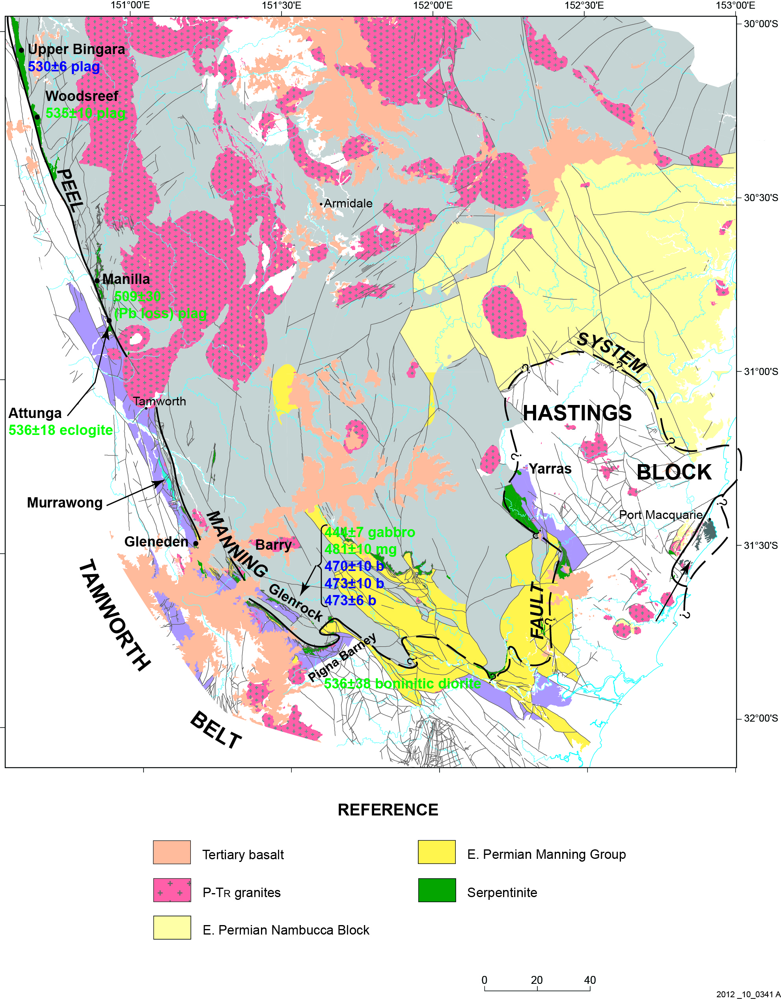 151°00'E
151°30'E
152°00'E
152°30'E
153°00'E
30°00'S
Upper Bingara
530±6 plag
Woodsreef
535±10 plag
PEEL
Armidale
30°30'S
Manilla
509±30
(Pb loss) plag
SYSTEM
?
?
31°00'S
Tamworth
HASTINGS
Attunga
536±18 eclogite
?
?
Yarras
BLOCK
Murrawong
?
Port Macquarie
MANNING
444±7 gabbro
Gleneden
Barry
481±10 mg
31°30'S
470±10 b
473±10 b
473±6 b
?
TAMWORTH
Glenrock
FAULT
?
?
Pigna Barney
?
?
536±38 boninitic diorite
BELT
32°00'S
REFERENCE
Tertiary basalt
E. Permian Manning Group
P-TR granites
Serpentinite
E. Permian Nambucca Block
0 20 40
2012 _10_0341 A